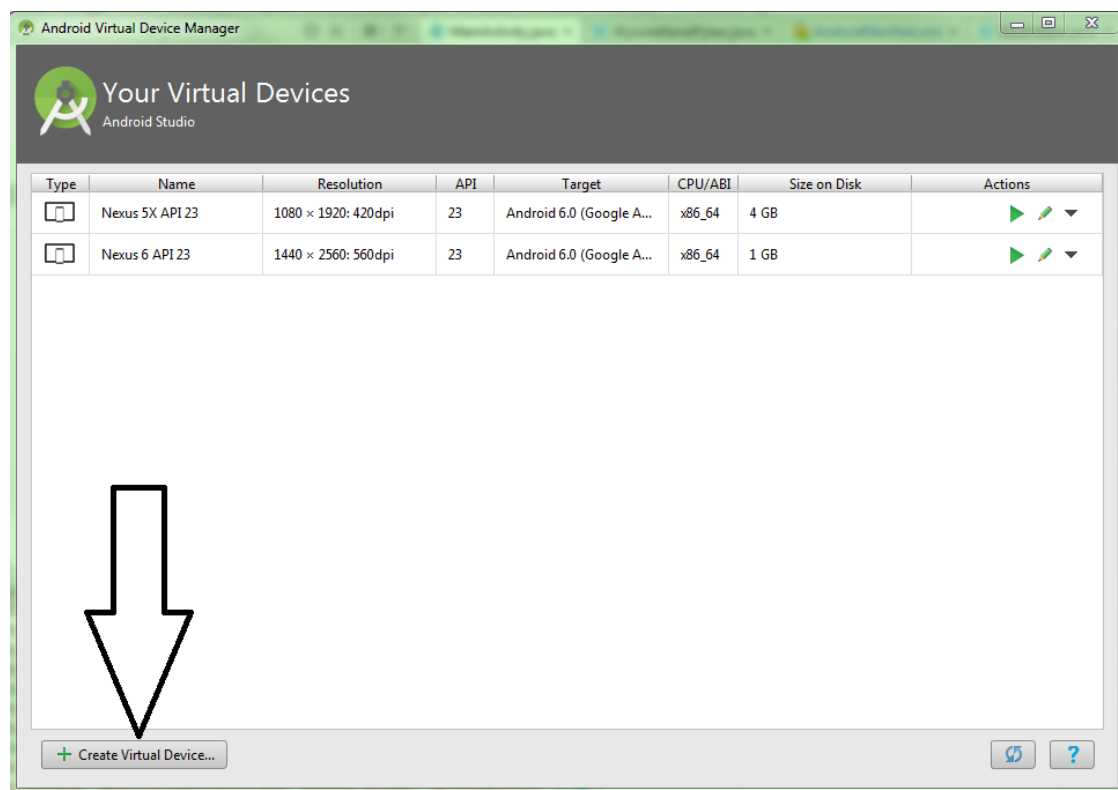 Android Virtual Device Manager
Your Virtual Devices
Android Studio
Type Name Resolution API Target CPU/ABI Size on Disk Actions
Nexus 5X API 23 1080 × 1920: 420dpi 23 Android 6.0 (Google A... x86_64 4 GB
Nexus 6 API 23 1440 × 2560: 560dpi 23 Android 6.0 (Google A... x86_64 1 GB
+ Create Virtual Device... ?